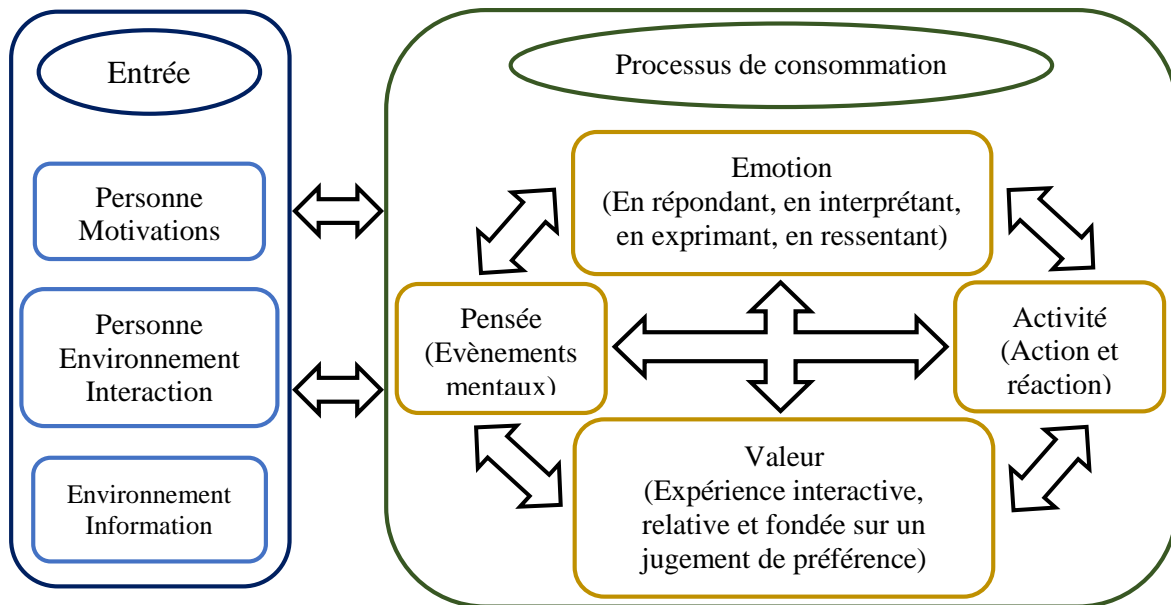 Entrée
Personne
Motivations
Personne
Environnement
Interaction
Environnement
Information
Processus de consommation
Emotion
(En répondant, en interprétant,
en exprimant, en ressentant)
Pensée
(Evènements
mentaux)
Activité
(Action et
réaction)
Valeur
(Expérience interactive,
relative et fondée sur un
jugement de préférence)